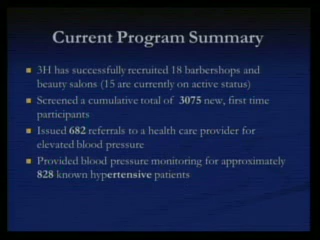 Current Program Summary
3H has successfully recruited 18 barbershops and
beauty salons (15 are currently on active status)
Screened a cumulative total of 3075 new, first time
participants
Issued 682 referrals to a health care provider for
elevated blood pressure
Provided blood pressure monitoring for approximately
828 known hypertensive patients